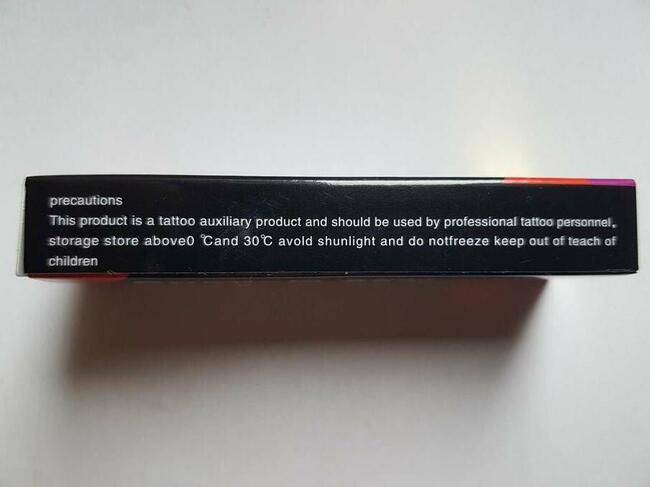 precautions
This product is a tattoo auxiliary product and should be used by professional tattoo personnel,
storage store above0 ℃and 30℃ avold shunlight and do notfreeze keep out of teach of
children